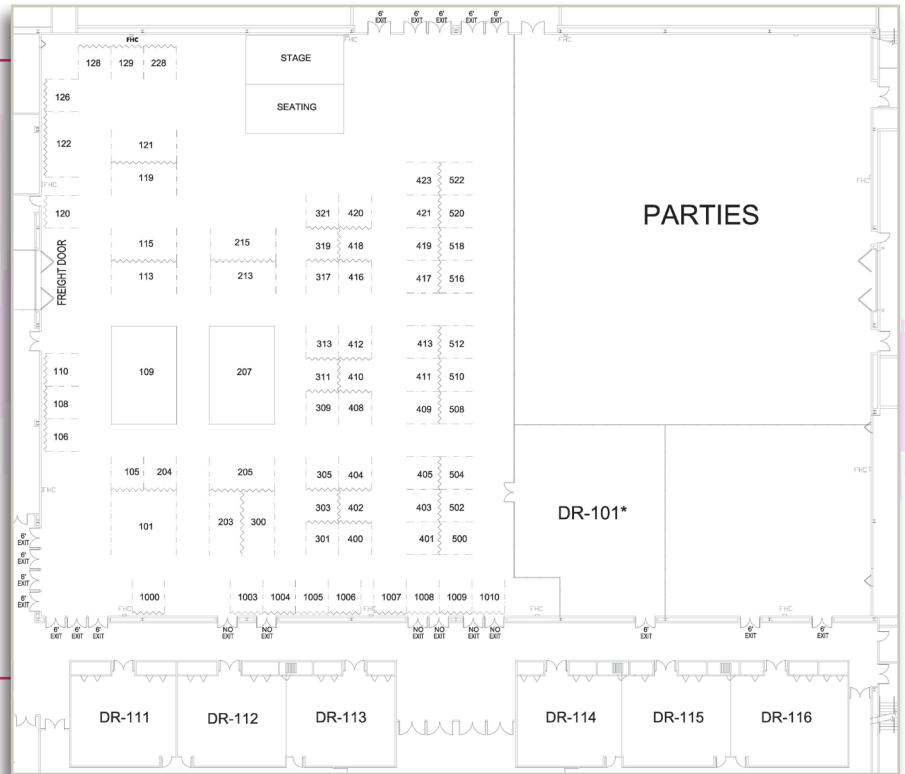 6' EXIT
6' EXIT
6' EXIT
6' EXIT
6' EXIT
FHC
FHC
FHC
128 129 228
STAGE
126
SEATING
122
121
119
423 522
FHC
FHC
120
321 420
421 520
PARTIES
115
215
319 418
419 518
FREIGHT DOOR
113
213
317 416
417 516
313 412
413 512
110
109
207
311 410
411 510
108
309 408
409 508
106
105 204
205
305 404
405 504
FHC
FHC
101
203 300
303 402
403 502
DR-101*
301 400
401 500
6' EXIT
6' EXIT
6' EXIT
6' EXIT
1000
1003 1004 1005 1006
1007 1008 1009 1010
FHC
FHC
FHC
FHC
6' EXIT
6' EXIT
6' EXIT
NO EXIT
NO EXIT
NO EXIT
NO EXIT
NO EXIT
NO EXIT
6' EXIT
6' EXIT
6' EXIT
DR-111
DR-112
DR-113
DR-114
DR-115
DR-116